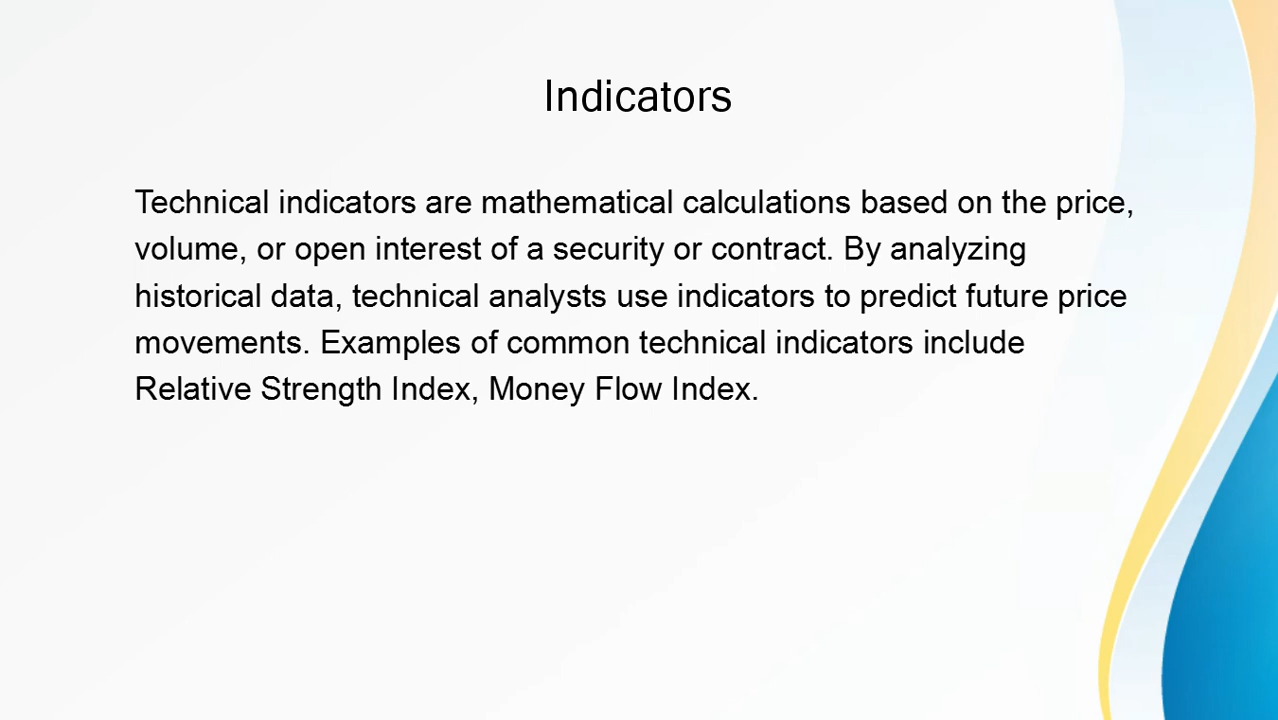 Indicators
Technical indicators are mathematical calculations based on the price,
volume, or open interest of a security or contract. By analyzing
historical data, technical analysts use indicators to predict future price
movements. Examples of common technical indicators include
Relative Strength Index, Money Flow Index.